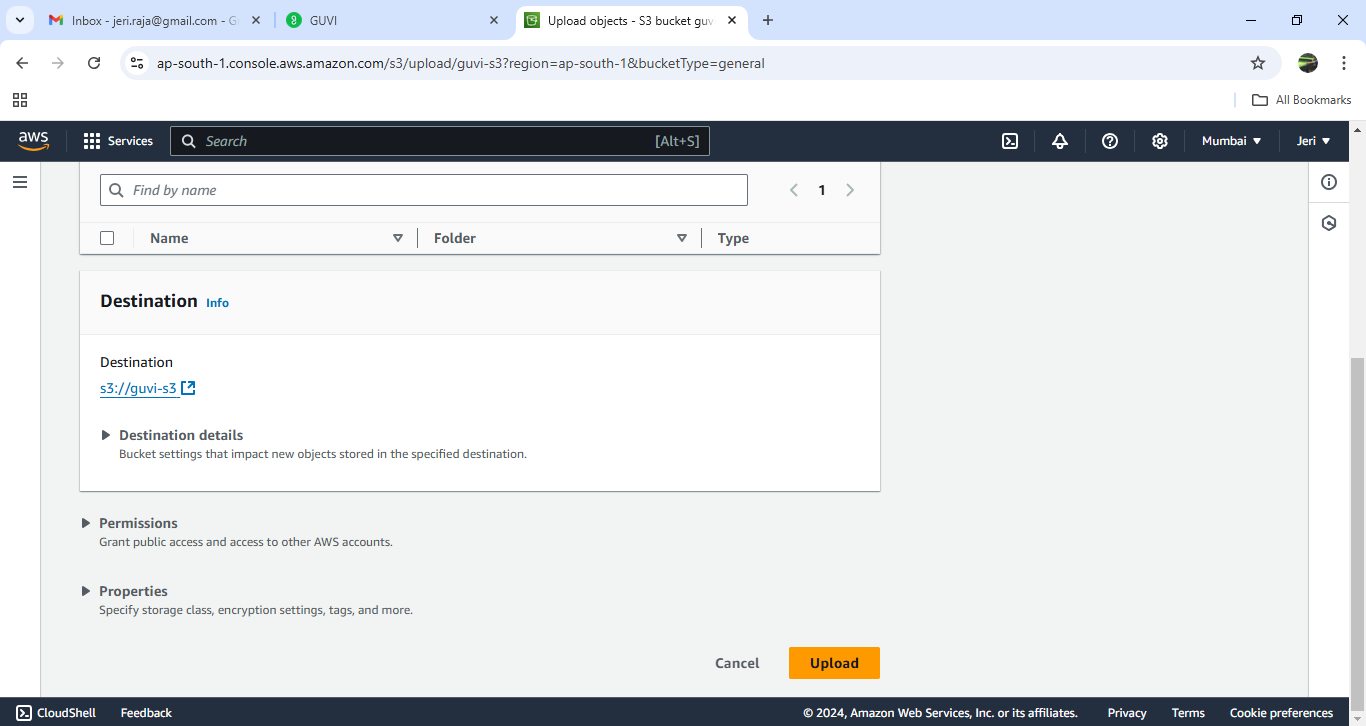 Inbox - jeri.raja@gmail.com - G
GUVI
Upload objects - S3 bucket guv
ap-south-1.console.aws.amazon.com/s3/upload/guvi-s3?region=ap-south-1&bucketType=general
All Bookmarks
aws
Services
Search
[Alt+S]
Mumbai
Jeri
Find by name
1
Name
Folder
Type
Destination Info
Destination
s3://guvi-s3
Destination details
Bucket settings that impact new objects stored in the specified destination.
Permissions
Grant public access and access to other AWS accounts.
Properties
Specify storage class, encryption settings, tags, and more.
Cancel
Upload
CloudShell
Feedback
© 2024, Amazon Web Services, Inc. or its affiliates.
Privacy
Terms
Cookie preferences